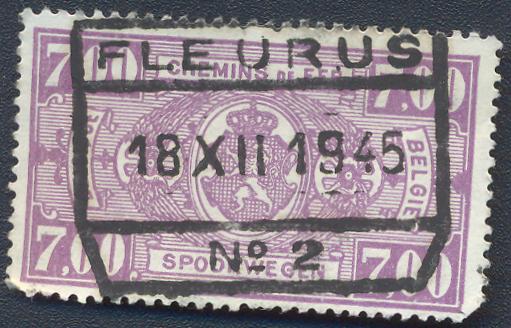 FLEURUS
7,00 7,00
CHEMINS DE FER
18 XII 1945
BELGIE
Nº 2
7,00 7,00
SPOORWEGEN